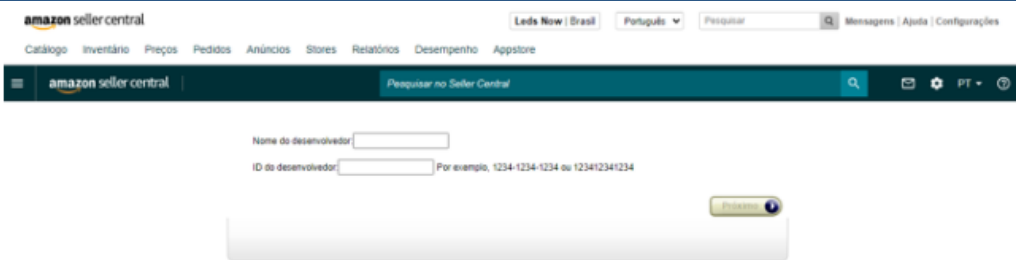 amazon seller central Leds Now | Brasil Português Pesquisar Mensagens | Ajuda | Configurações
Catálogo Inventário Preços Pedidos Anúncios Stores Relatórios Desempenho Appstore
amazon seller central Pesquisar no Seller Central PT
Nome do desenvolvedor:
ID do desenvolvedor: Por exemplo, 1234-1234-1234 ou 123412341234
Próximo